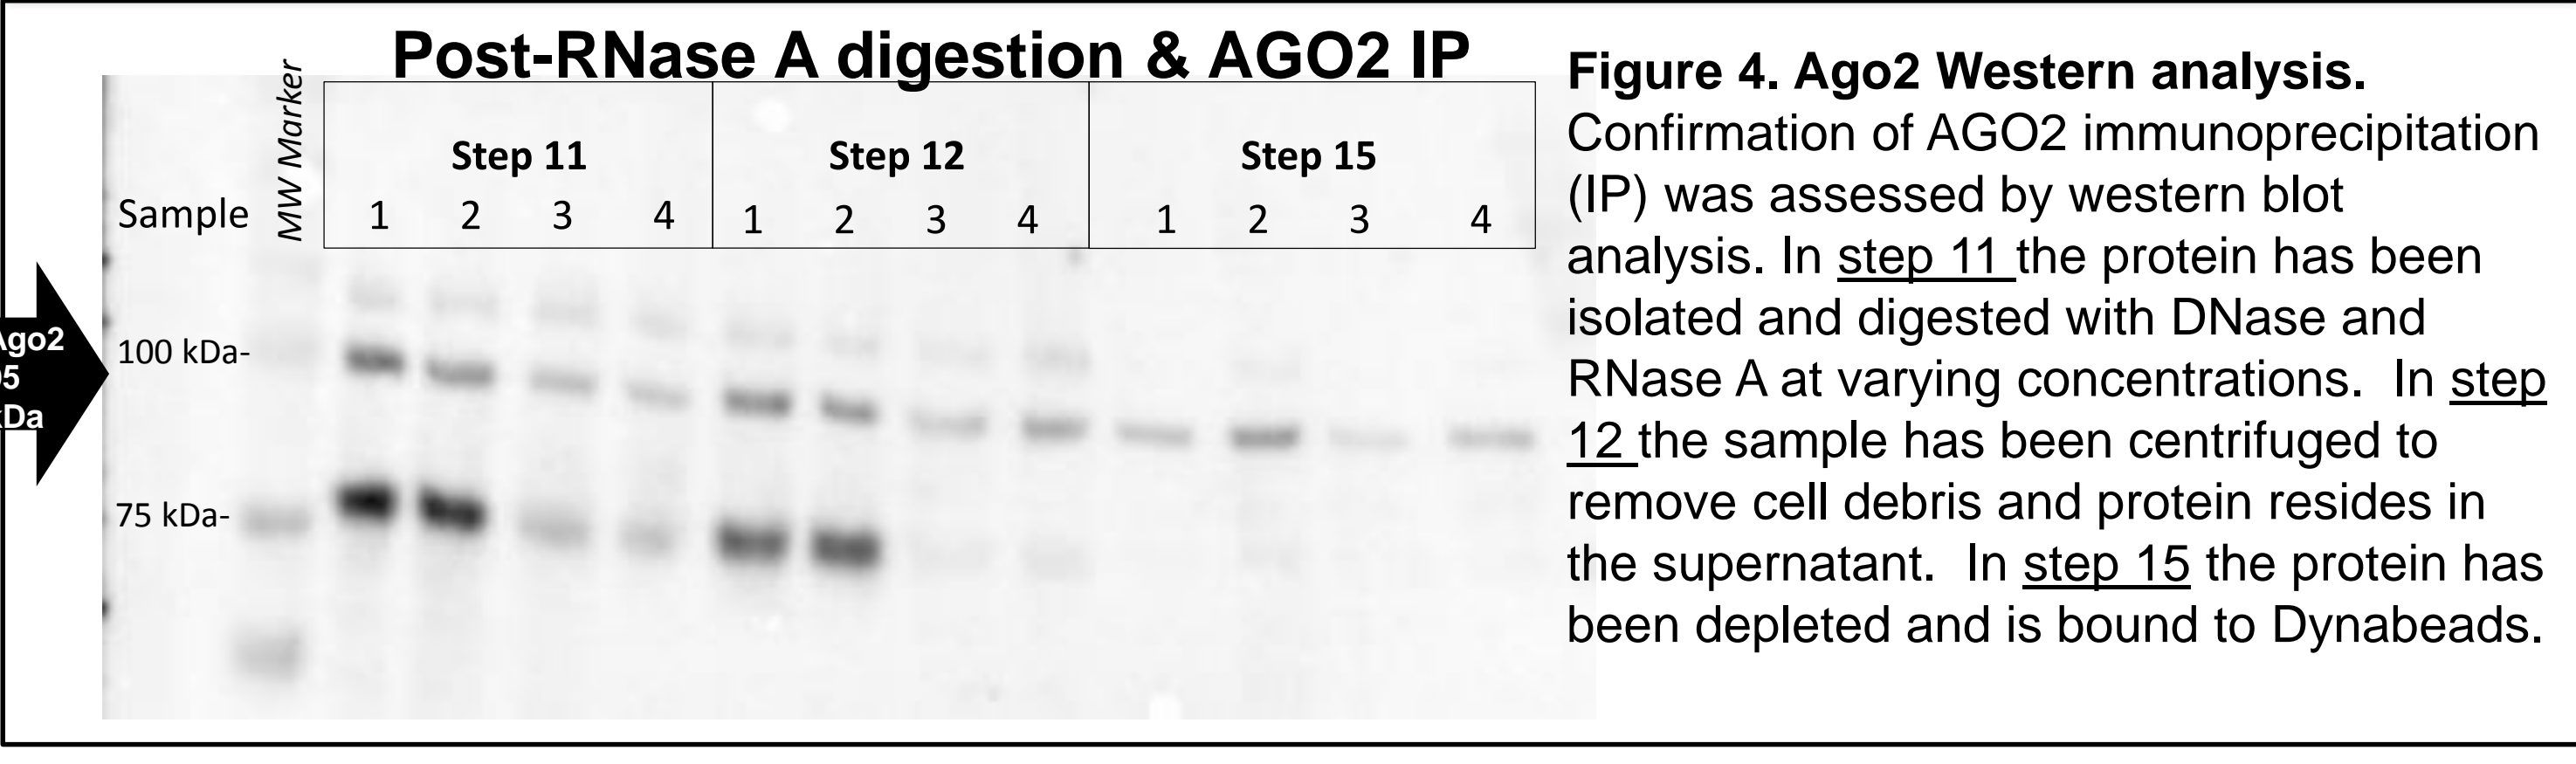 Post-RNase A digestion & AGO2 IP
MW Marker
Step 11 Step 12 Step 15
Sample 1 2 3 4 1 2 3 4 1 2 3 4
100 kDa-
75 kDa-
Figure 4. Ago2 Western analysis.
Confirmation of AGO2 immunoprecipitation
(IP) was assessed by western blot
analysis. In step 11 the protein has been
isolated and digested with DNase and
RNase A at varying concentrations. In step
12 the sample has been centrifuged to
remove cell debris and protein resides in
the supernatant. In step 15 the protein has
been depleted and is bound to Dynabeads.